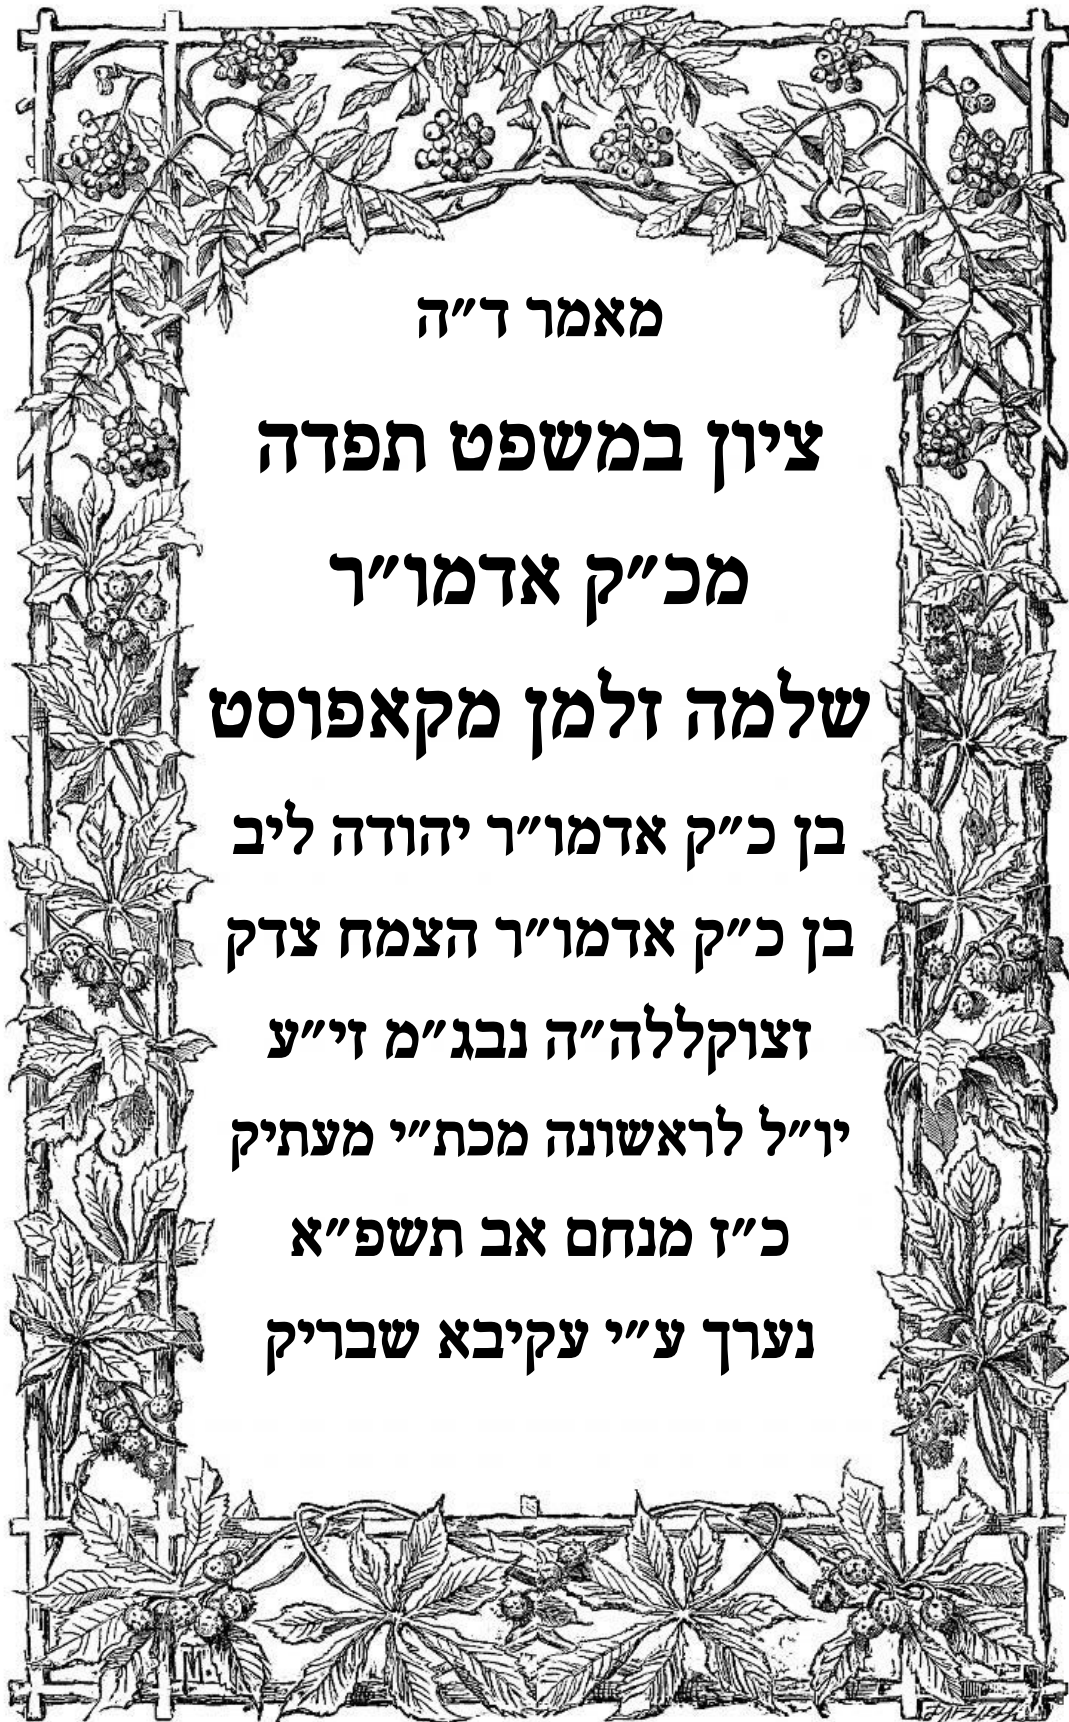 מאמר ד״ה
ציון במשפט תפדה
מכ״ק אדמו״ר
שלמה זלמן מקאפוסט
בן כ״ק אדמו״ר יהודה ליב
בן כ״ק אדמו״ר הצמח צדק
זצוקללה״ה נבג״מ זי״ע
יו״ל לראשונה מכת״י מעתיק
כ״ז מנחם אב תשפ״א
נערך ע״י עקיבא שבריק
M.